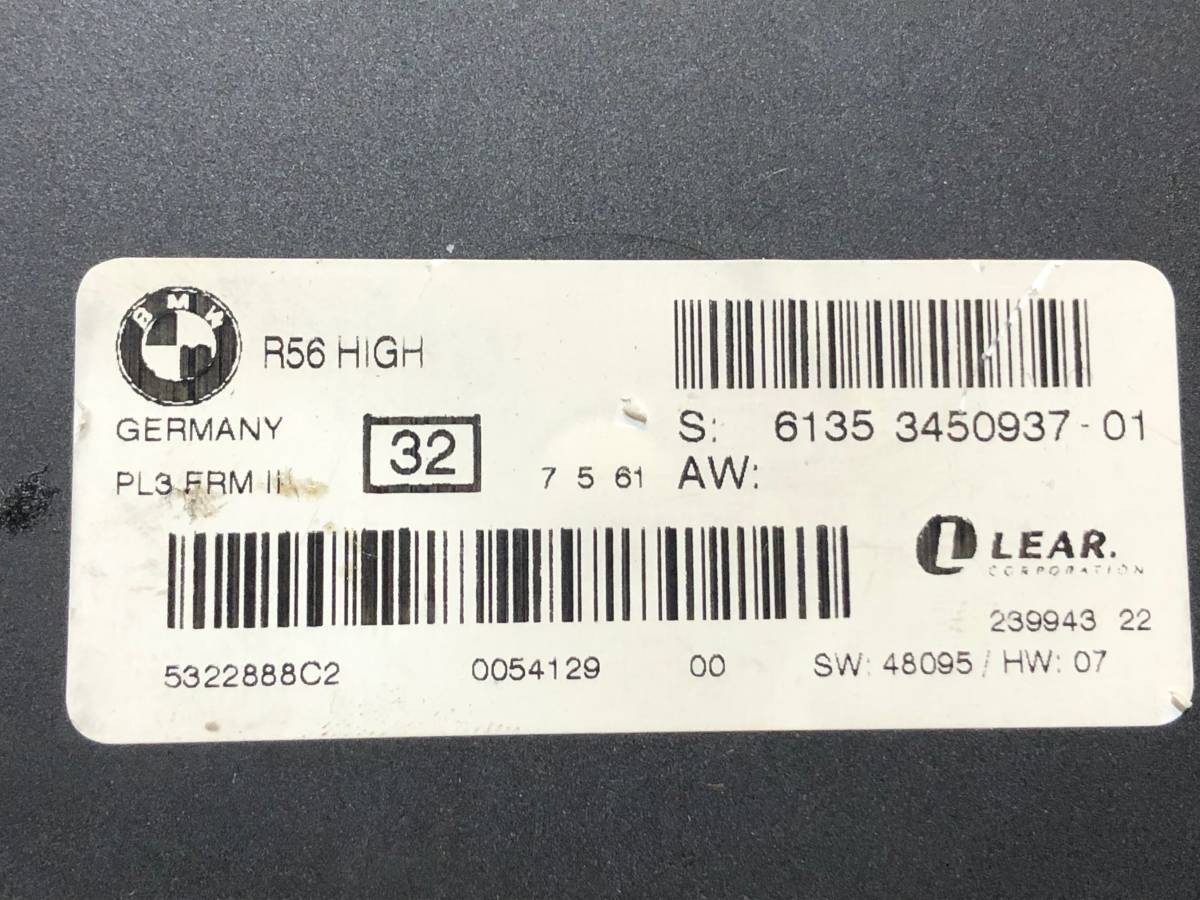 BMW
R56 HIGH
GERMANY
PL3 FRM II
32
7 5 61
S: 6135 3450937-01
AW:
LEAR.
CORPORATION
239943 22
5322888C2 0054129 00 SW: 48095 / HW: 07